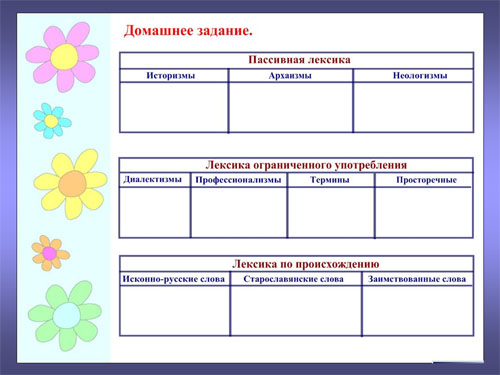 Домашнее задание.
Пассивная лексика
Историзмы Архаизмы Неологизмы
Лексика ограниченного употребления
Диалектизмы Профессионализмы Термины Просторечные
Лексика по происхождению
Исконно-русские слова Старославянские слова Заимствованные слова